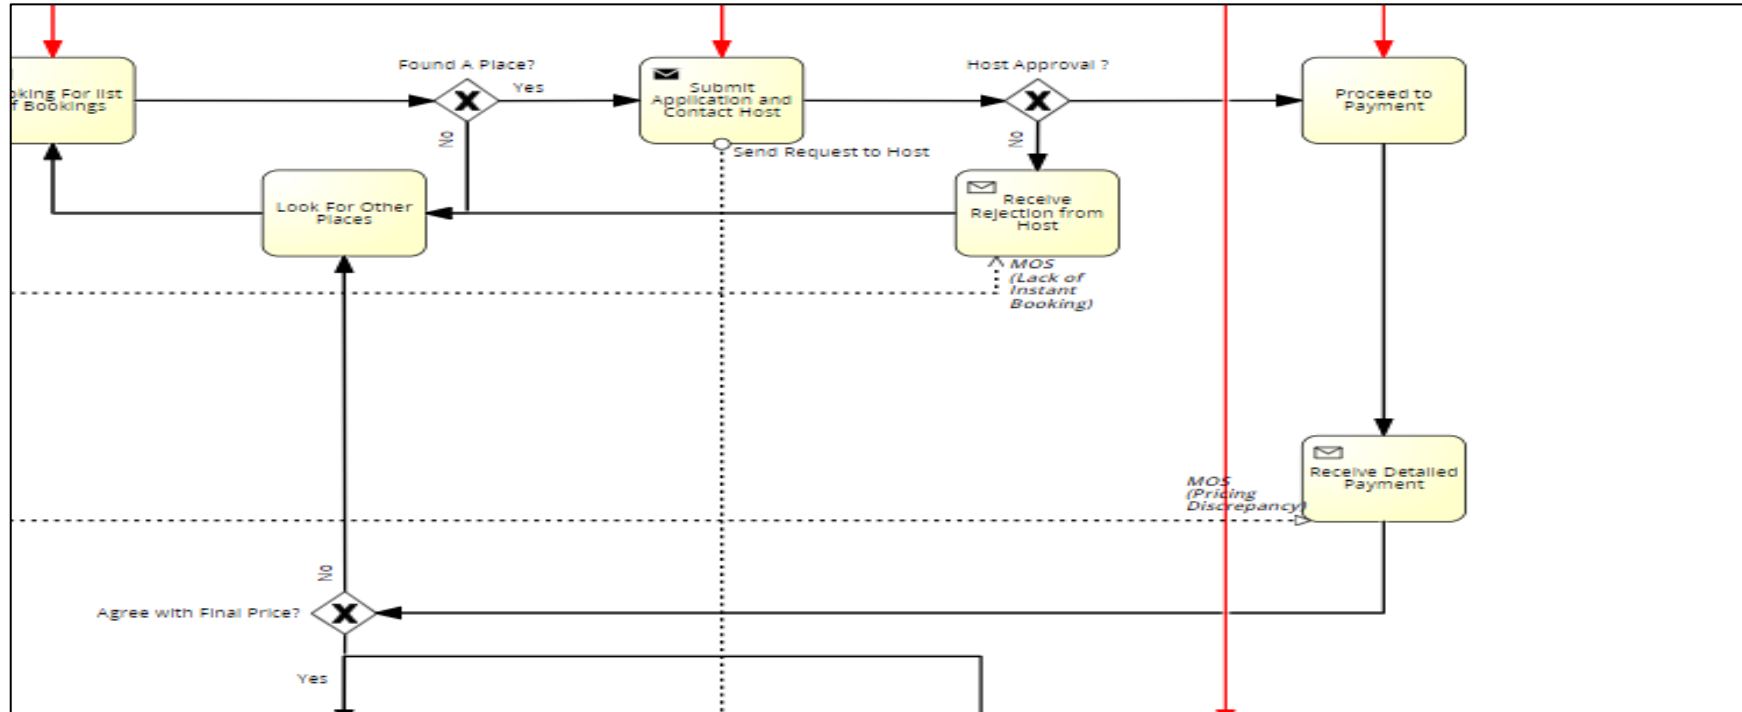 Found A Place?
Host Approval ?
Yes
Submit
Application and
Contact Host
Proceed to
Payment
oking For list
f Bookings
No
No
Send Request to Host
Look For Other
Places
Receive
Rejection from
Host
MOS
(Lack of
Instant
Booking)
Receive Detailed
Payment
MOS
(Pricing
Discrepancy)
No
Agree with Final Price?
Yes